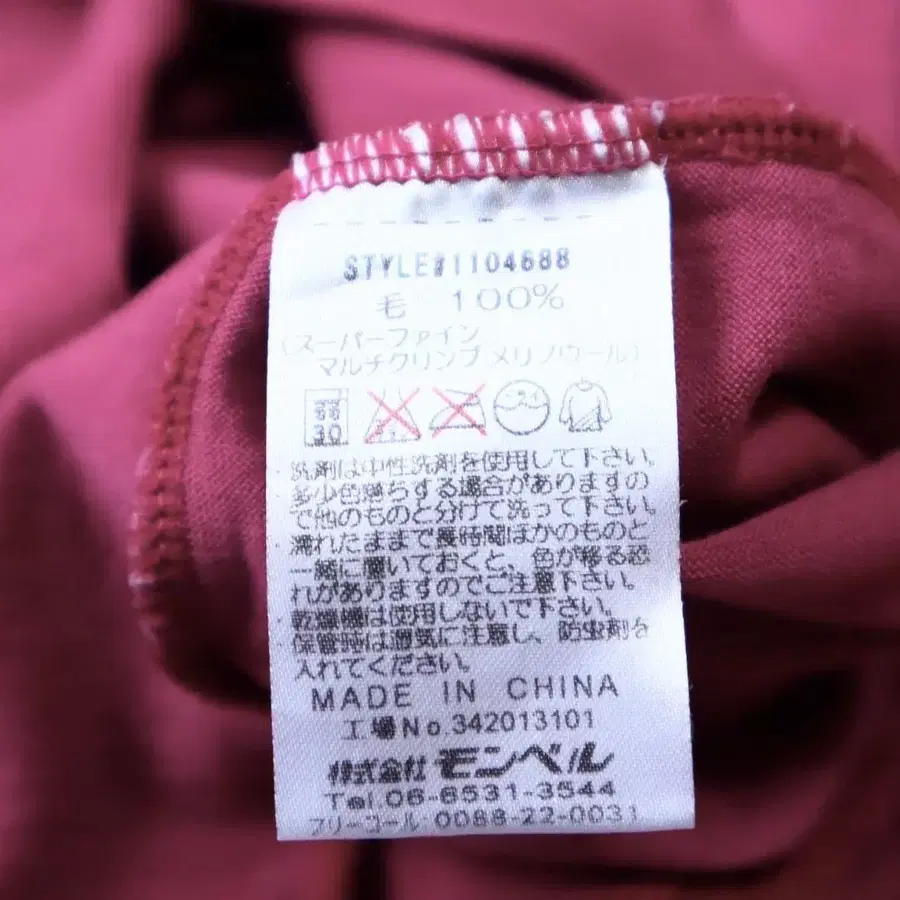 STYLE#1104688
毛 100%
(スーパーファイン
マルチクリンプメリノウール)
30
洗剤は中性洗剤を使用して下さい。
多少色落ちする場合がありますの
で他のものと分けて洗って下さい。
濡れたままで長時間ほかのものと
一緒に置いておくと、色が移る恐
れがありますのでご注意下さい。
乾燥機は使用しないで下さい。
保管時は湿気に注意し、防虫剤を
入れてください。
MADE IN CHINA
工場No.342013101
株式会社モンベル
Tel.06-6531-3544
フリーコール:0088-22-0031